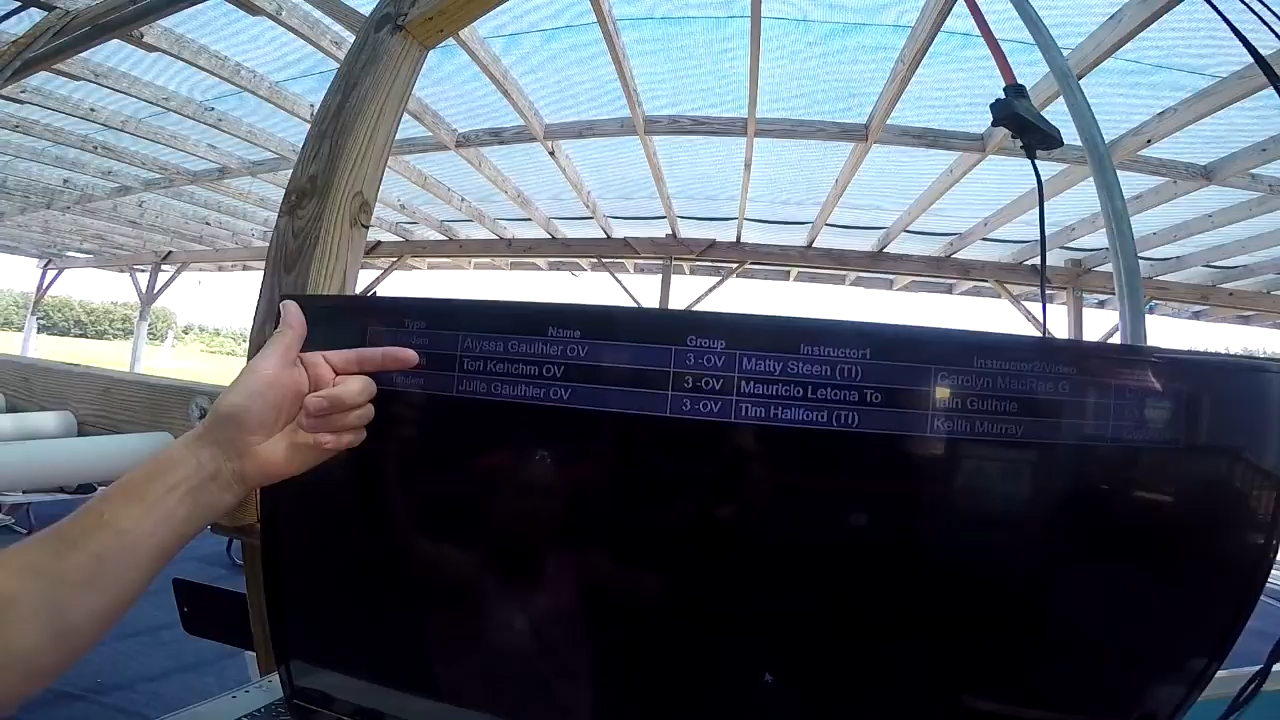 Type Name Group Instructor1 Instructor2/Video
Alyssa Gauthier OV 3 -OV Matty Steen (TI) Carolyn MacRae G
Tori Kehchm OV 3 -OV Mauricio Letona To Iain Guthrie
Tandem Julie Gauthier OV 3 -OV Tim Hallford (TI) Keith Murray